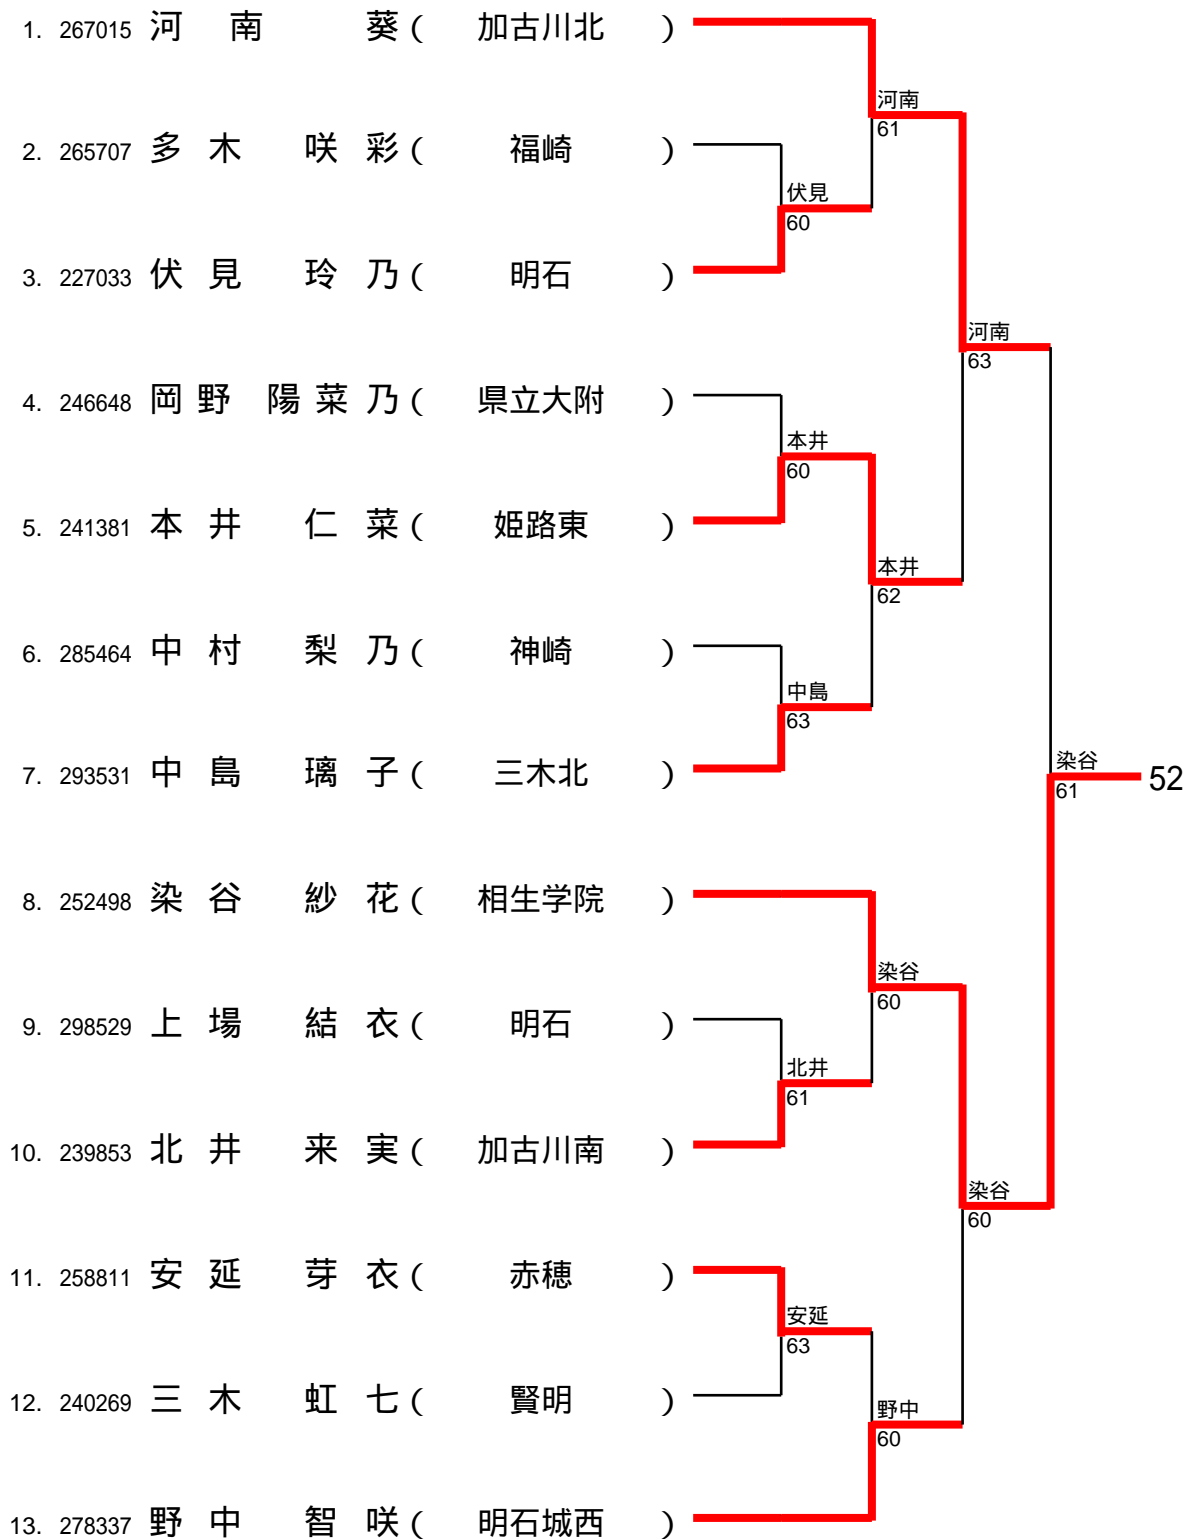 1. 267015 河南 葵 ( 加古川北 )
河南
61
2. 265707 多木 咲彩 ( 福崎 )
伏見
60
3. 227033 伏見 玲乃 ( 明石 )
河南
63
4. 246648 岡野 陽菜乃 ( 県立大附 )
本井
60
5. 241381 本井 仁菜 ( 姫路東 )
本井
62
6. 285464 中村 梨乃 ( 神崎 )
中島
63
7. 293531 中島 璃子 ( 三木北 )
染谷
61
52
8. 252498 染谷 紗花 ( 相生学院 )
染谷
60
9. 298529 上場 結衣 ( 明石 )
北井
61
10. 239853 北井 来実 ( 加古川南 )
染谷
60
11. 258811 安延 芽衣 ( 赤穂 )
安延
63
12. 240269 三木 虹七 ( 賢明 )
野中
60
13. 278337 野中 智咲 ( 明石城西 )